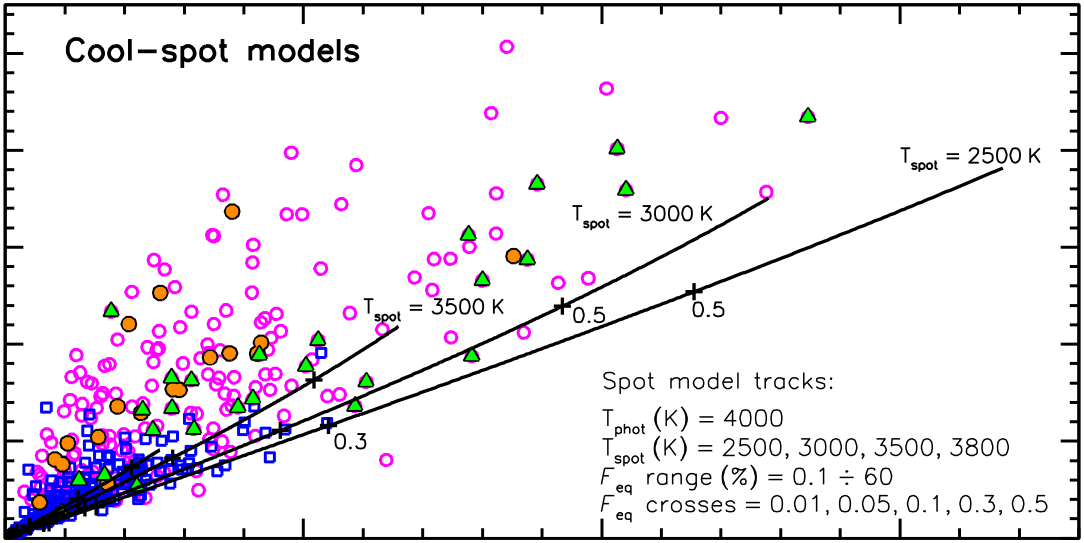 Cool-spot models
T_spot = 2500 K
T_spot = 3000 K
T_spot = 3500 K
0.5
0.5
0.3
Spot model tracks:
T_phot (K) = 4000
T_spot (K) = 2500, 3000, 3500, 3800
F_eq range (%) = 0.1 ÷ 60
F_eq crosses = 0.01, 0.05, 0.1, 0.3, 0.5